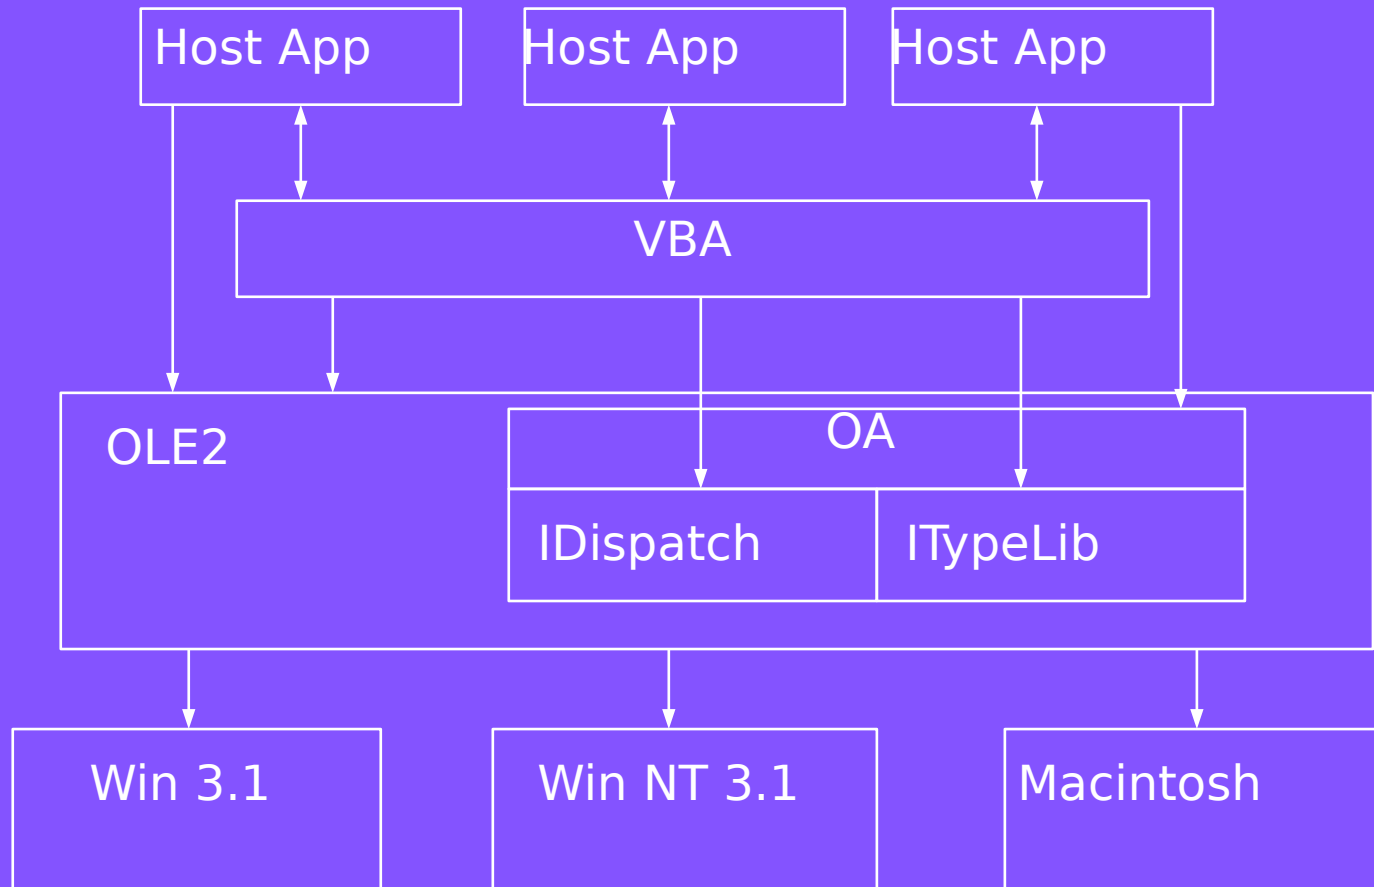 Host App
Host App
Host App
VBA
OLE2
OA
IDispatch
ITypeLib
Win 3.1
Win NT 3.1
Macintosh